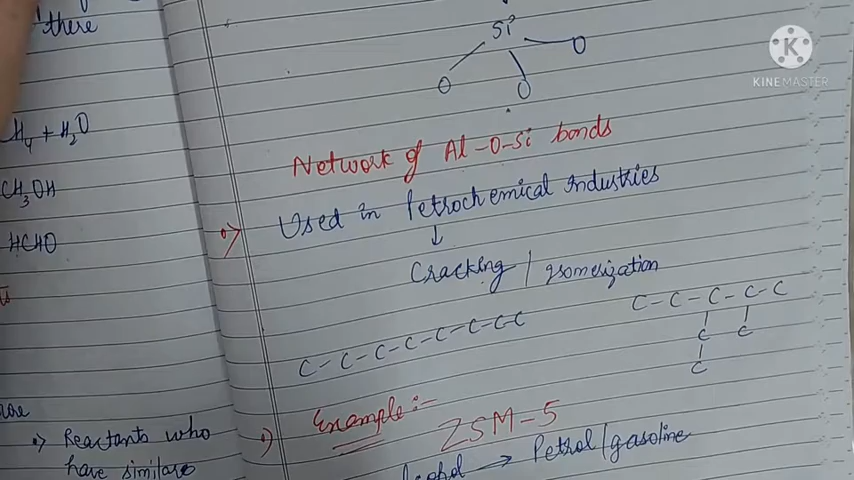 there
Si
O
O
O
KINEMASTER
H4 + H2O
CH3OH
HCHO
Network of Al-O-Si bonds
Used in Petrochemical industries
↓
Cracking / isomerization
C-C-C-C-C-C-C-C
C-C-C-C-C
C C
C
Example:-
ZSM-5
→ Petrol/gasoline
Reactants who
have similar